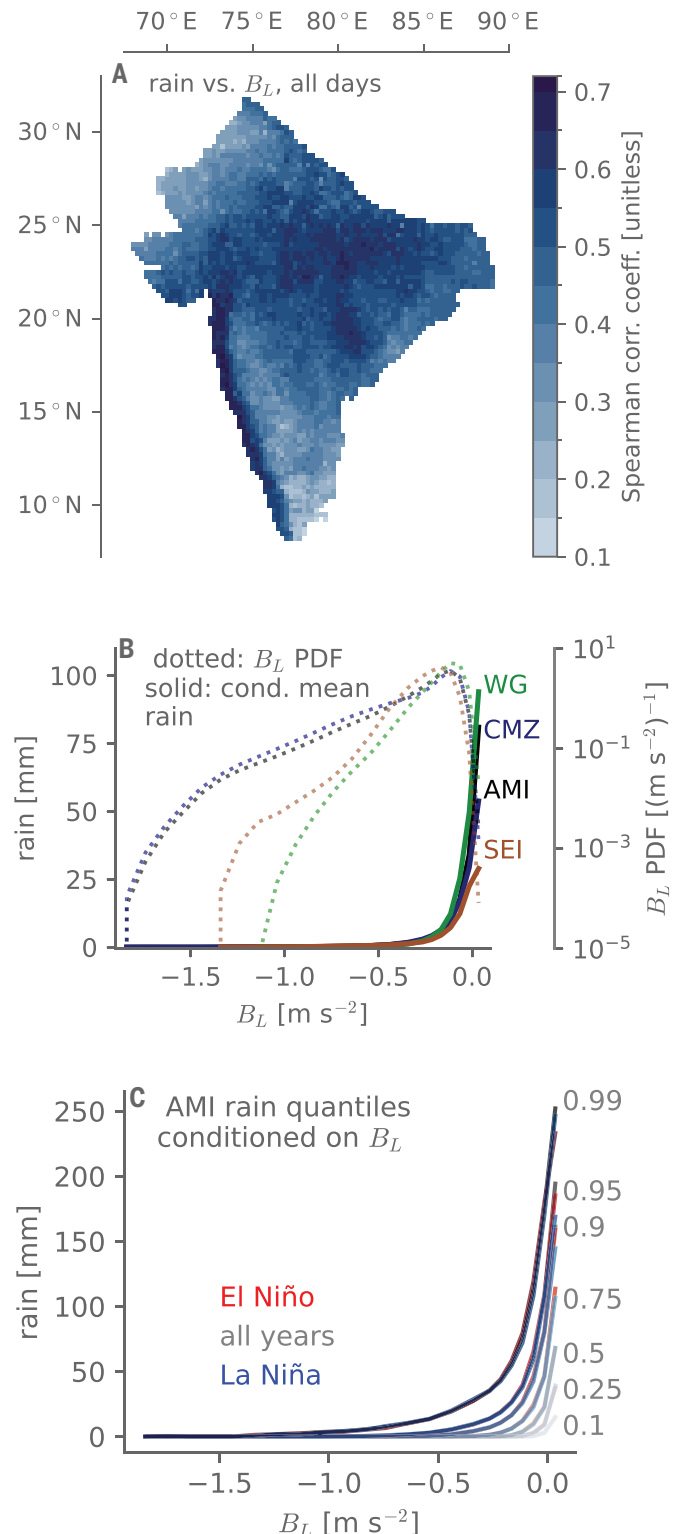 70°E 75°E 80°E 85°E 90°E
A
rain vs. B_L, all days
30°N
25°N
20°N
15°N
10°N
0.7
0.6
0.5
0.4
0.3
0.2
0.1
Spearman corr. coeff. [unitless]
B
dotted: B_L PDF
solid: cond. mean
rain
100
75
50
25
0
rain [mm]
WG
CMZ
AMI
SEI
10^1
10^−1
10^−3
10^−5
B_L PDF [(m s^−2)^−1]
−1.5 −1.0 −0.5 0.0
B_L [m s^−2]
C
AMI rain quantiles
conditioned on B_L
250
200
150
100
50
0
rain [mm]
El Niño
all years
La Niña
0.99
0.95
0.9
0.75
0.5
0.25
0.1
−1.5 −1.0 −0.5 0.0
B_L [m s^−2]